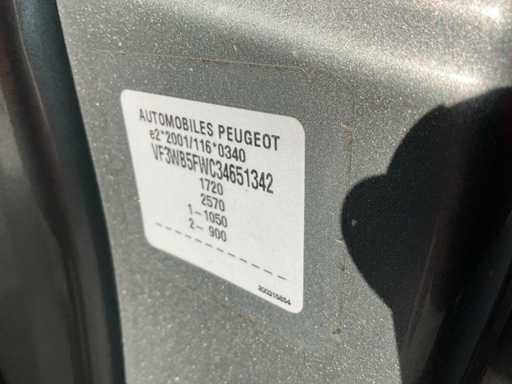 AUTOMOBILES PEUGEOT
e2*2001/116*0340
VF3WB5FWC34651342
1720
2570
1- 1050
2- 900